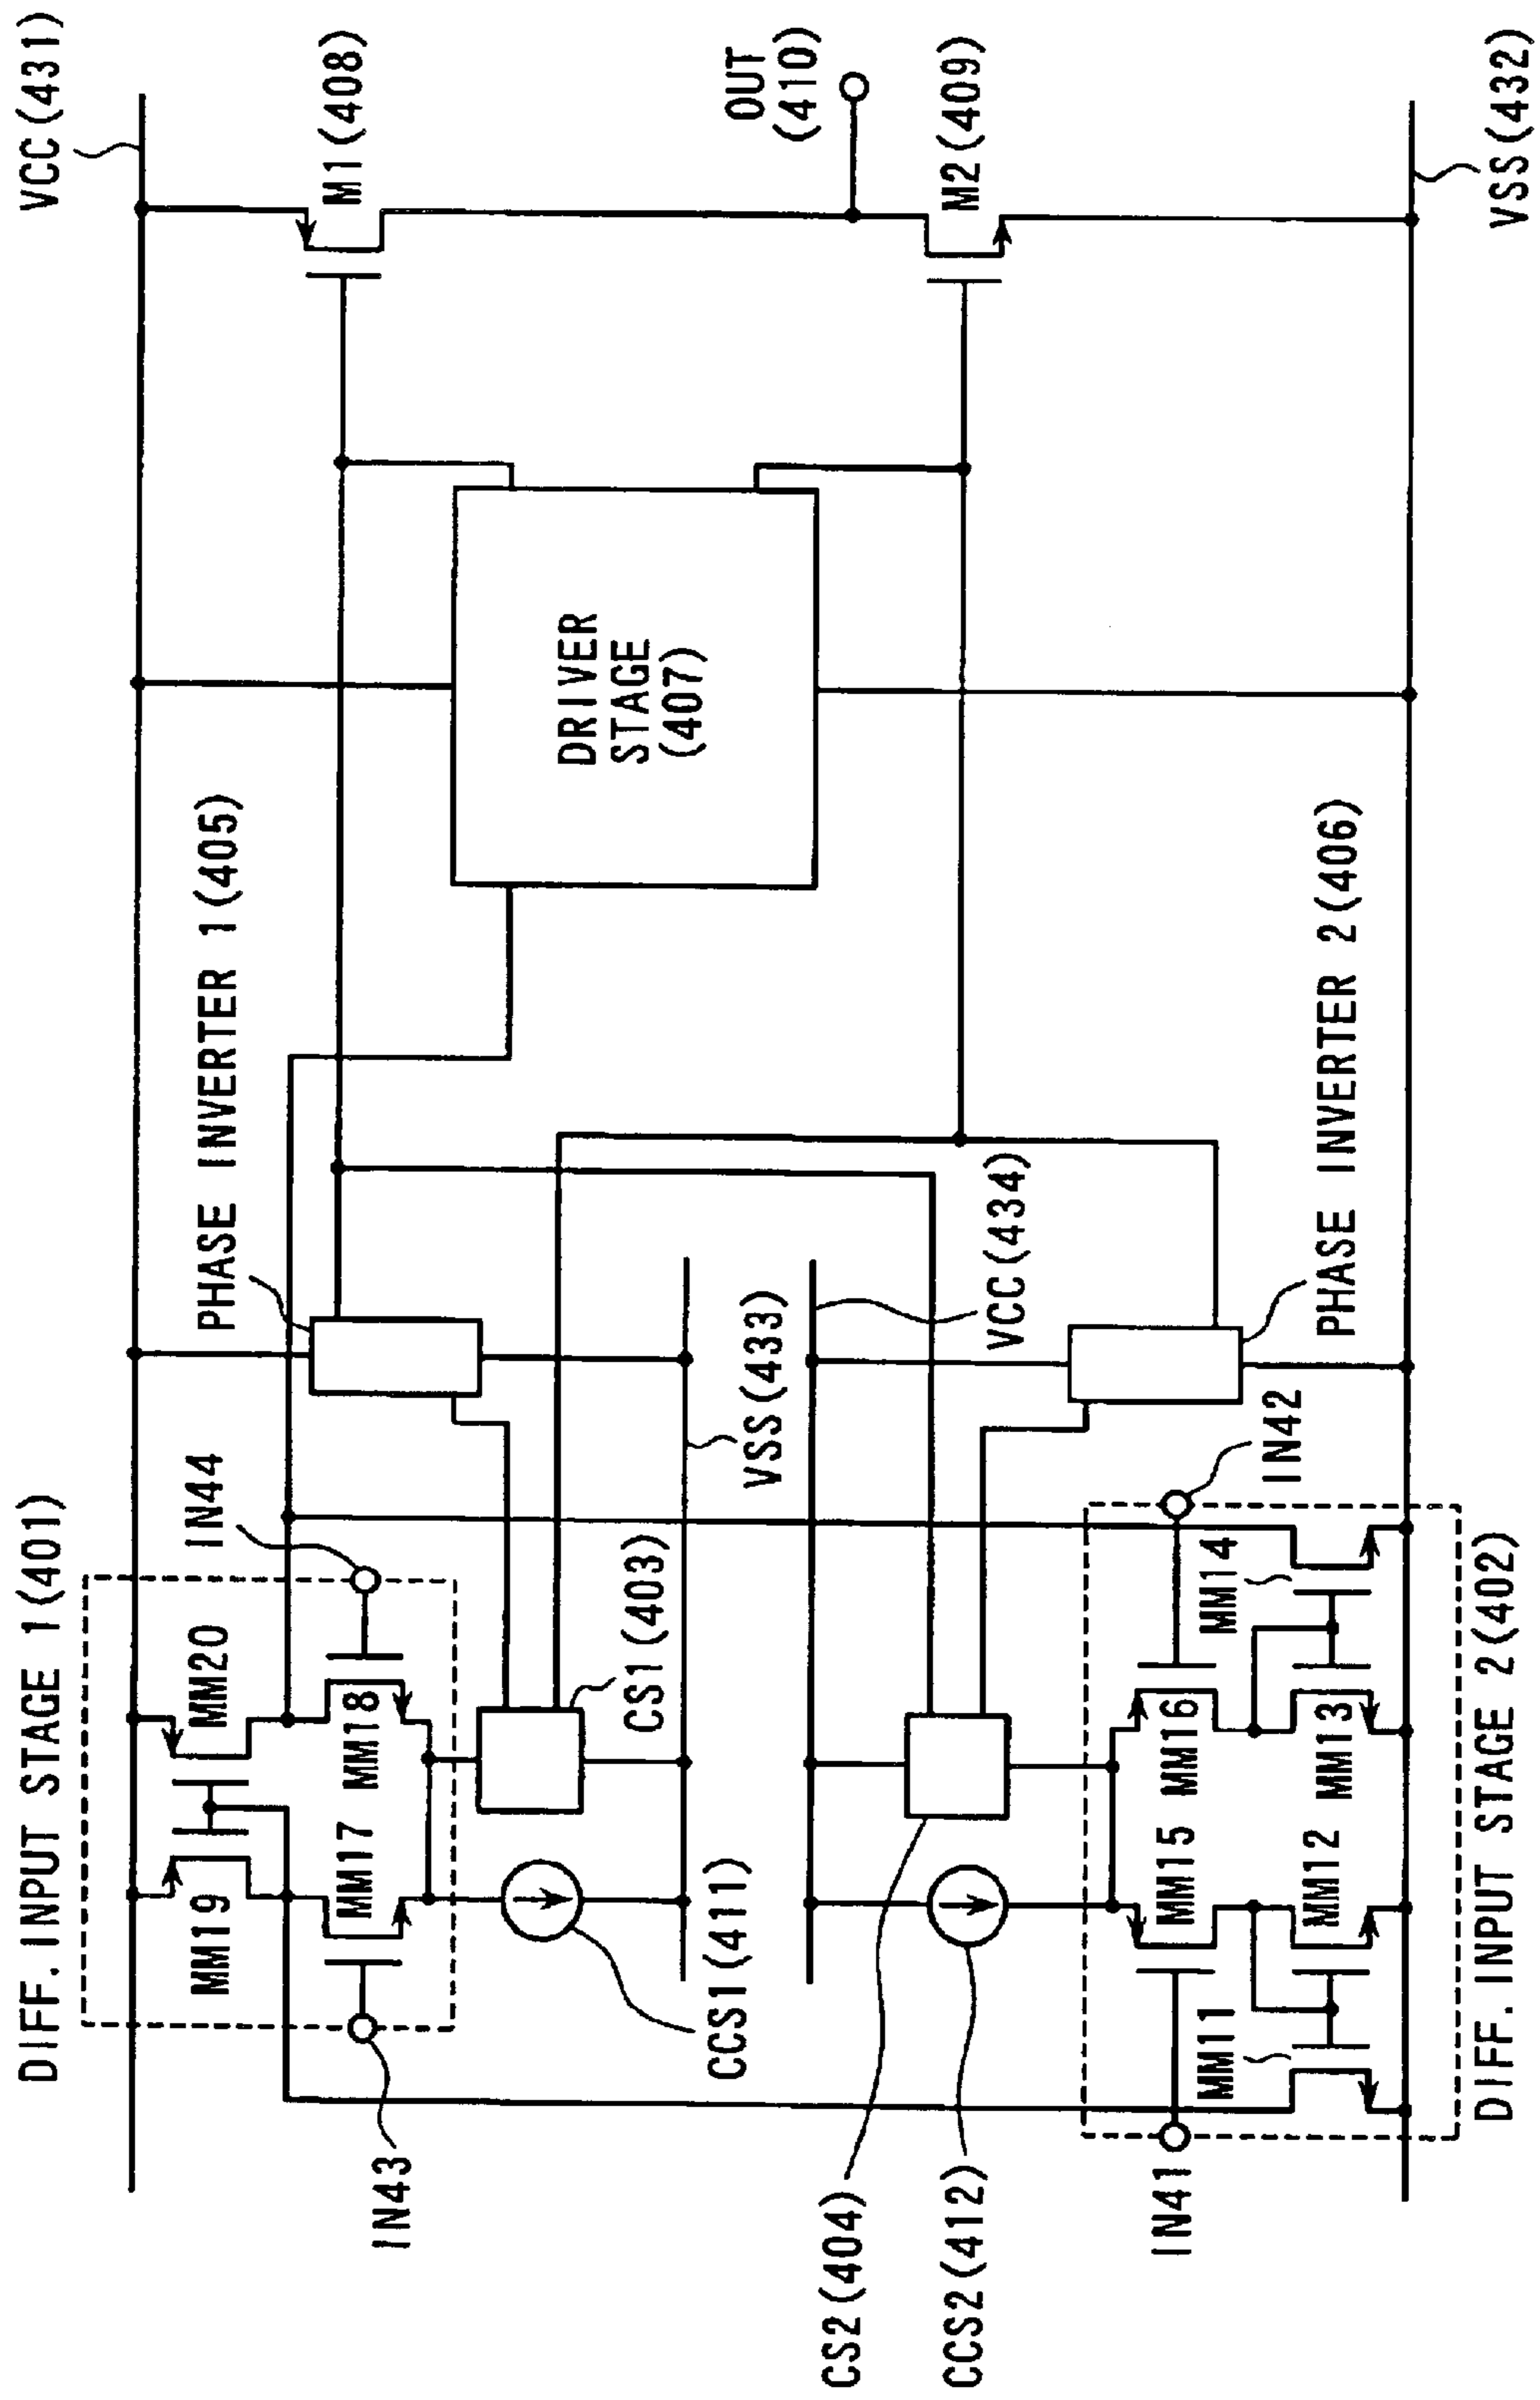 VCC(431)
M1(408)
OUT
(410)
M2(409)
VSS(432)
DRIVER
STAGE
(407)
PHASE INVERTER 1(405)
PHASE INVERTER 2(406)
VCC(434)
VSS(433)
IN44
IN42
DIFF. INPUT STAGE 1(401)
MM20
MM18
CS1(403)
MM14
MM16
MM13
MM19
MM17
CCS1(411)
MM15
MM12
MM11
DIFF. INPUT STAGE 2(402)
IN43
CS2(404)
CCS2(412)
IN41